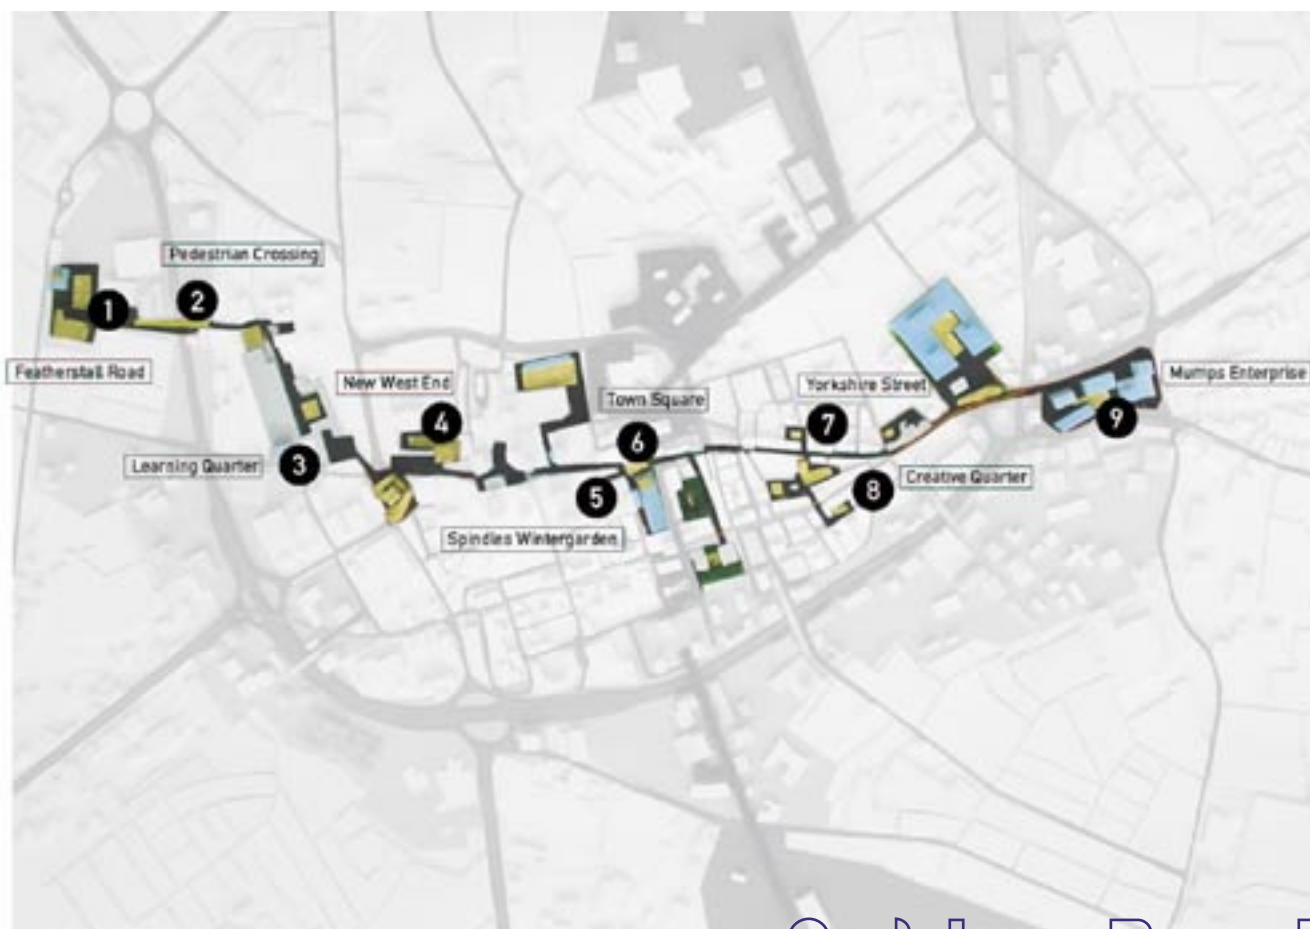 Pedestrian Crossing
2
1
Featherstall Road
New West End
4
Learning Quarter
3
Town Square
6
5
Spindles Wintergarden
Yorkshire Street
7
Creative Quarter
8
Mumps Enterprise
9